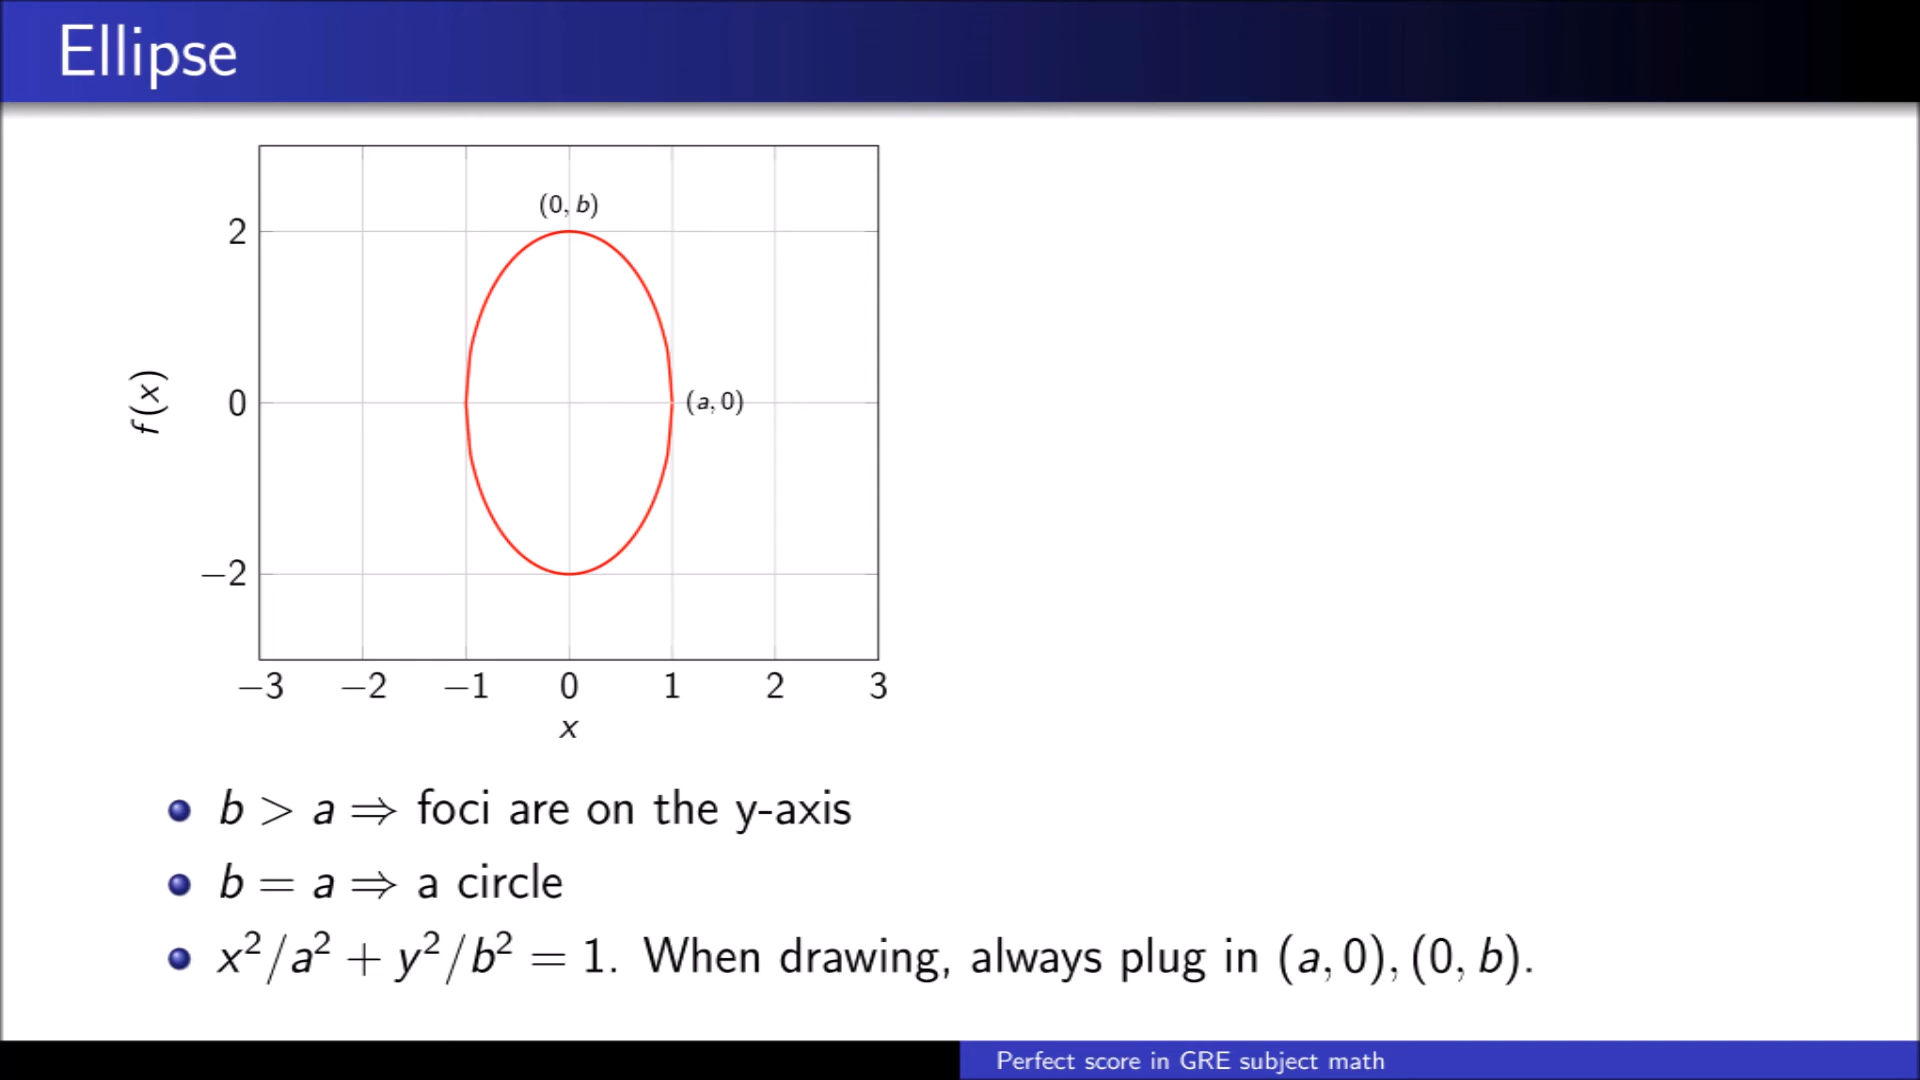 Ellipse
(0, b)
2
f(x)
0
(a, 0)
−2
−3 −2 −1 0 1 2 3
x
b > a ⇒ foci are on the y-axis
b = a ⇒ a circle
x²/a² + y²/b² = 1. When drawing, always plug in (a, 0), (0, b).
Perfect score in GRE subject math